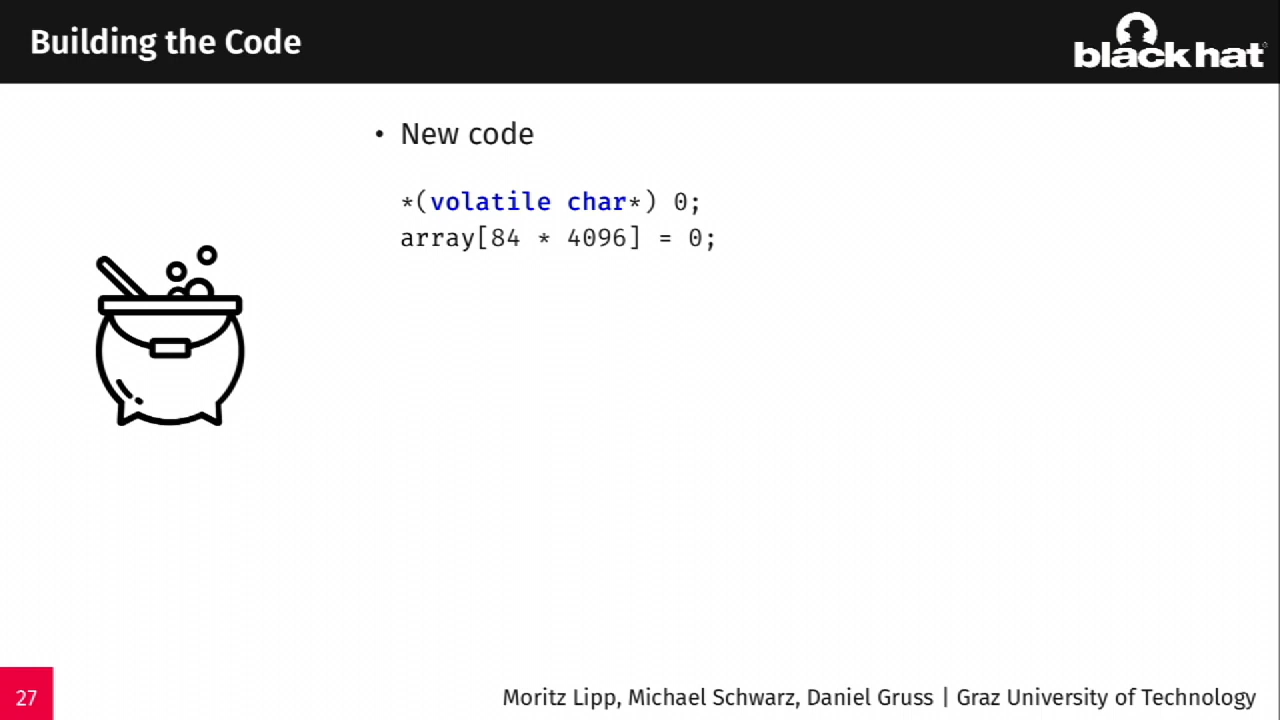 Building the Code
black hat
• New code
*(volatile char*) 0;
array[84 * 4096] = 0;
27
Moritz Lipp, Michael Schwarz, Daniel Gruss | Graz University of Technology